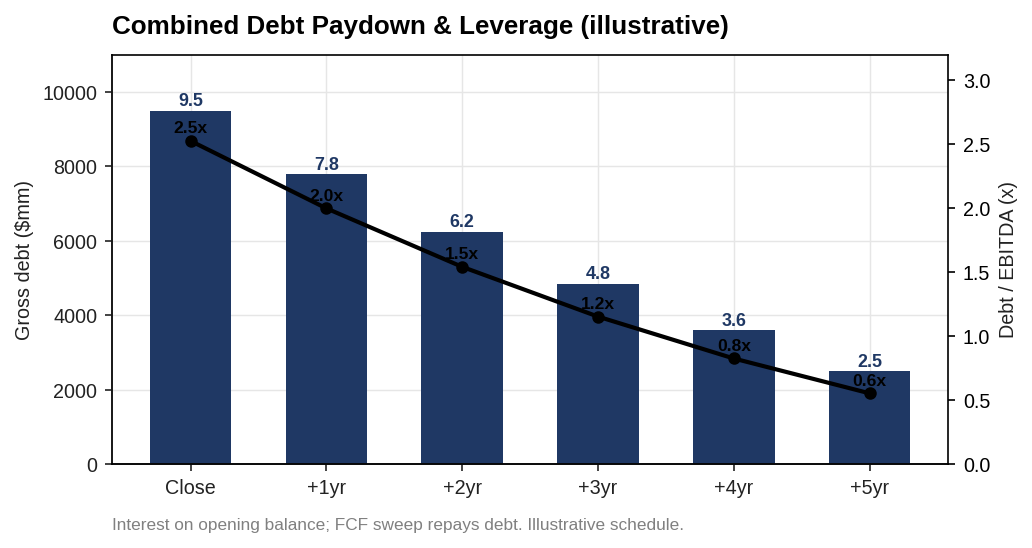 Combined Debt Paydown & Leverage (illustrative)
Gross debt ($mm)
10000
8000
6000
4000
2000
0
9.5
2.5x
7.8
2.0x
6.2
1.5x
4.8
1.2x
3.6
0.8x
2.5
0.6x
3.0
2.5
2.0
1.5
1.0
0.5
0.0
Debt / EBITDA (x)
Close +1yr +2yr +3yr +4yr +5yr
Interest on opening balance; FCF sweep repays debt. Illustrative schedule.